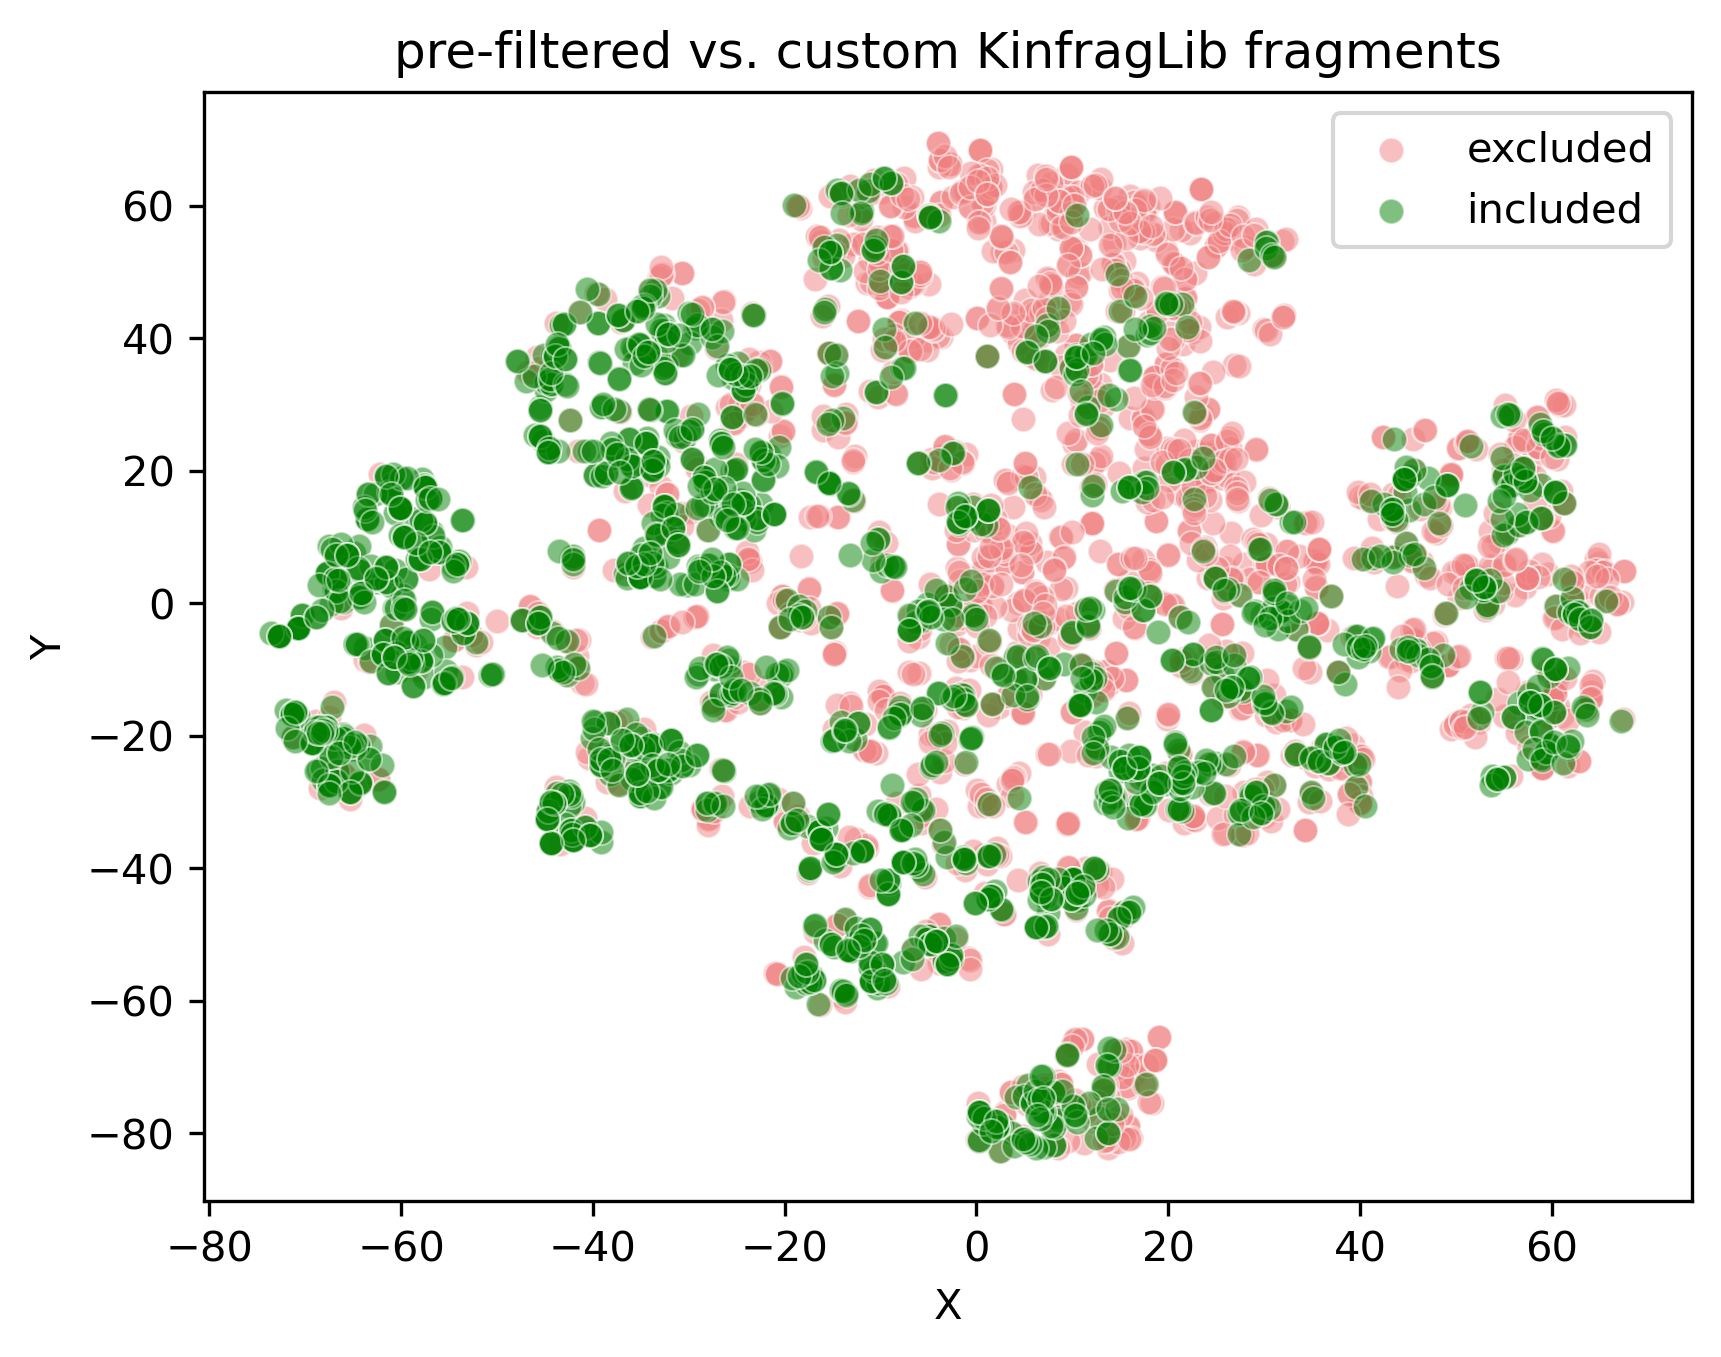 pre-filtered vs. custom KinfragLib fragments
excluded
included
60
40
20
0
−20
−40
−60
−80
Y
−80 −60 −40 −20 0 20 40 60
X